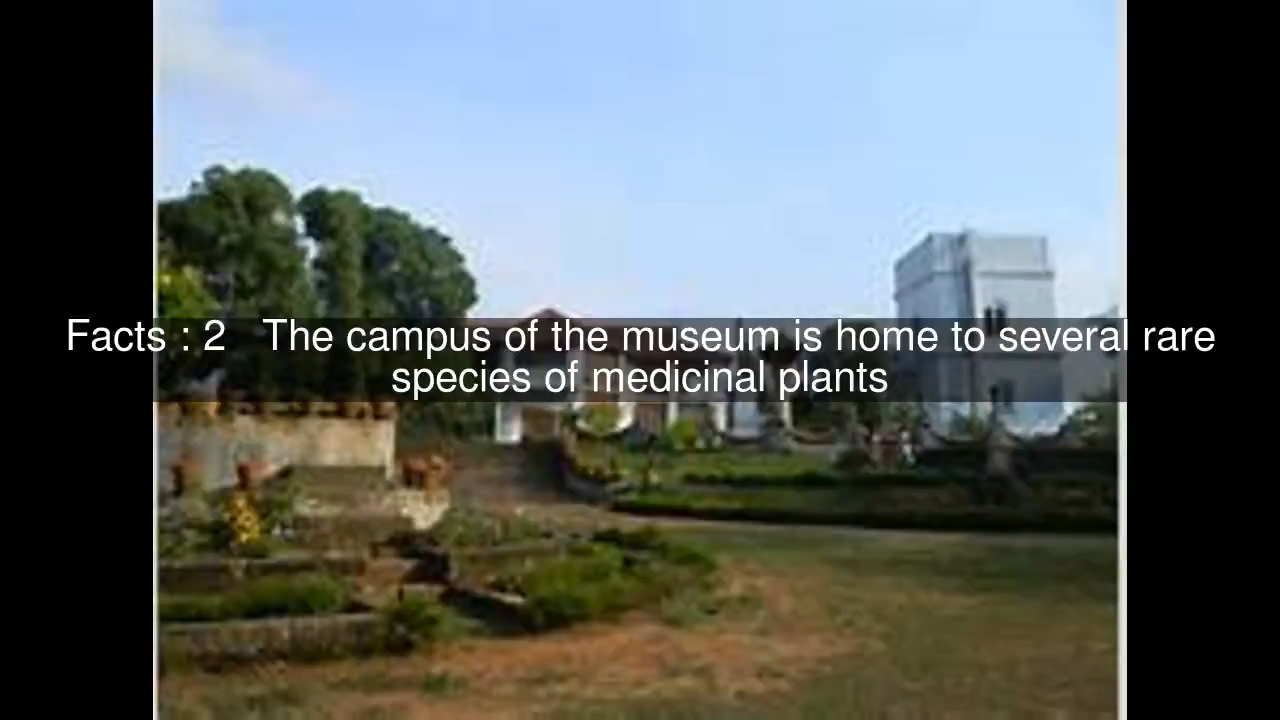 Facts : 2 The campus of the museum is home to several rare
species of medicinal plants